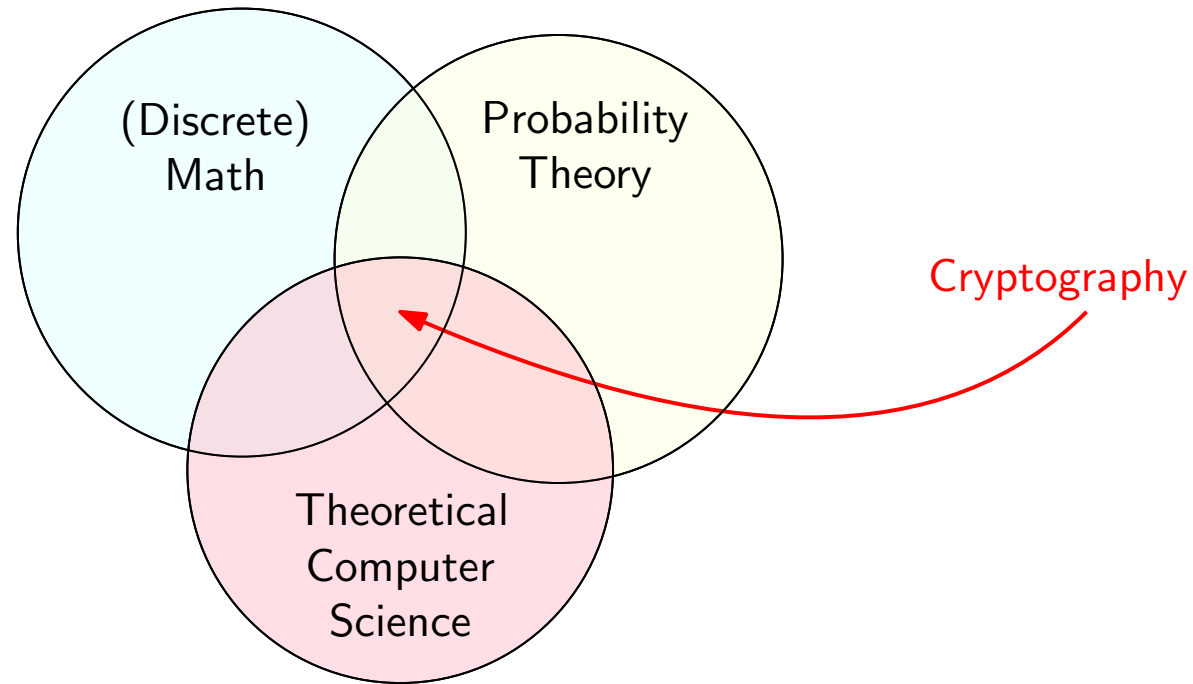 (Discrete)
Math
Probability
Theory
Cryptography
Theoretical
Computer
Science